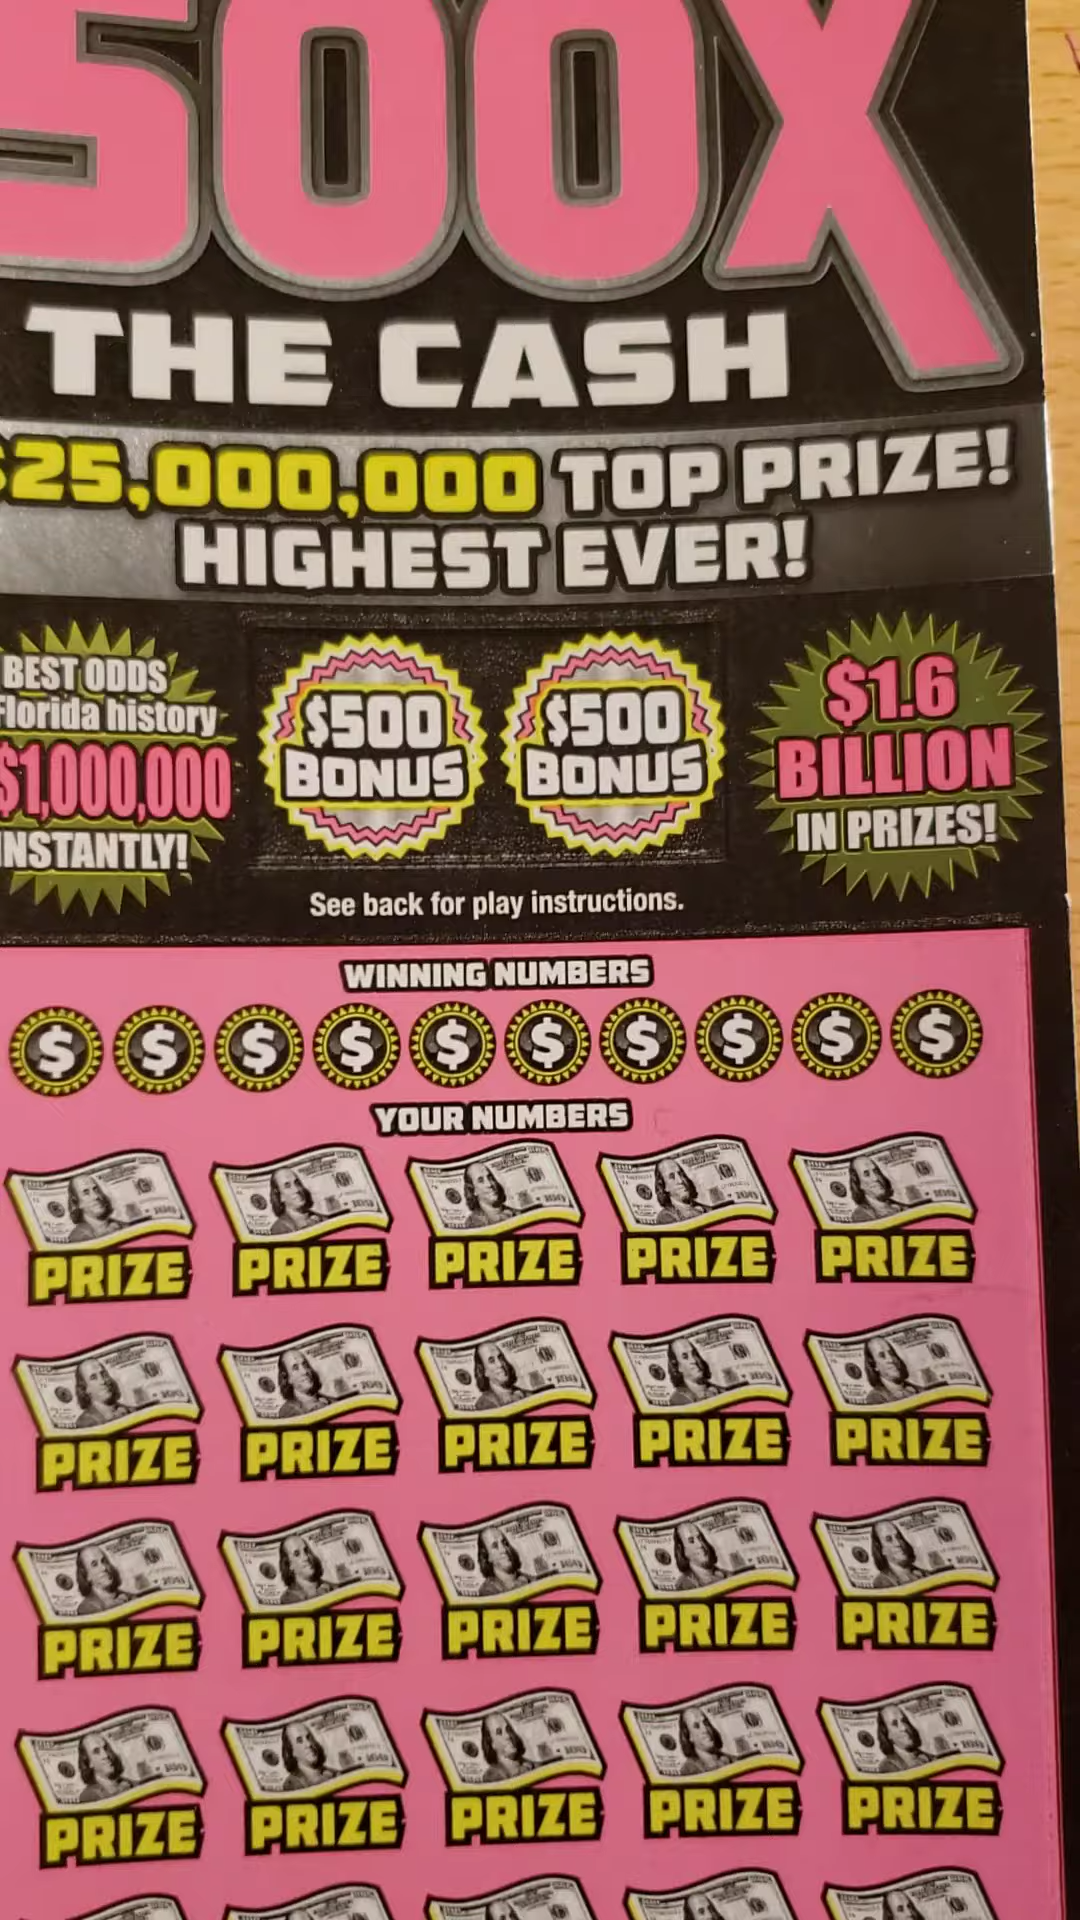 500X
THE CASH
$25,000,000 TOP PRIZE!
HIGHEST EVER!
BEST ODDS
Florida history
$1,000,000
INSTANTLY!
$500
BONUS
$500
BONUS
$1.6
BILLION
IN PRIZES!
See back for play instructions.
WINNING NUMBERS
$ $ $ $ $ $ $ $ $ $
YOUR NUMBERS
PRIZE PRIZE PRIZE PRIZE PRIZE
PRIZE PRIZE PRIZE PRIZE PRIZE
PRIZE PRIZE PRIZE PRIZE PRIZE
PRIZE PRIZE PRIZE PRIZE PRIZE